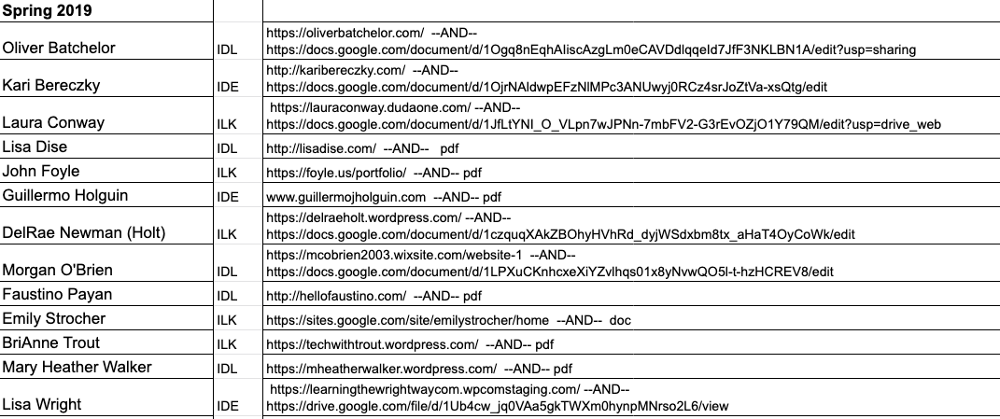 Spring 2019
https://oliverbatchelor.com/ --AND--
Oliver Batchelor IDL https://docs.google.com/document/d/1Ogq8nEqhAIiscAzgLm0eCAVDdlqqeId7JfF3NKLBN1A/edit?usp=sharing
http://karibereczky.com/ --AND--
Kari Bereczky IDE https://docs.google.com/document/d/1OjrNAldwpEFzNlMPc3ANUwyj0RCz4srJoZtVa-xsQtg/edit
https://lauraconway.dudaone.com/ --AND--
Laura Conway ILK https://docs.google.com/document/d/1JfLtYNI_O_VLpn7wJPNn-7mbFV2-G3rEvOZjO1Y79QM/edit?usp=drive_web
Lisa Dise IDL http://lisadise.com/ --AND-- pdf
John Foyle ILK https://foyle.us/portfolio/ --AND-- pdf
Guillermo Holguin IDE www.guillermojholguin.com --AND-- pdf
https://delraeholt.wordpress.com/ --AND--
DelRae Newman (Holt) ILK https://docs.google.com/document/d/1czquqXAkZBOhyHVhRd_dyjWSdxbm8tx_aHaT4OyCoWk/edit
https://mcobrien2003.wixsite.com/website-1 --AND--
Morgan O'Brien IDL https://docs.google.com/document/d/1LPXuCKnhcxeXiYZvlhqs01x8yNvwQO5l-t-hzHCREV8/edit
Faustino Payan IDL http://hellofaustino.com/ --AND-- pdf
Emily Strocher ILK https://sites.google.com/site/emilystrocher/home --AND-- doc
BriAnne Trout ILK https://techwithtrout.wordpress.com/ --AND-- pdf
Mary Heather Walker IDL https://mheatherwalker.wordpress.com/ --AND-- pdf
https://learningthewrightwaycom.wpcomstaging.com/ --AND--
Lisa Wright IDE https://drive.google.com/file/d/1Ub4cw_jq0VAa5gkTWXm0hynpMNrso2L6/view